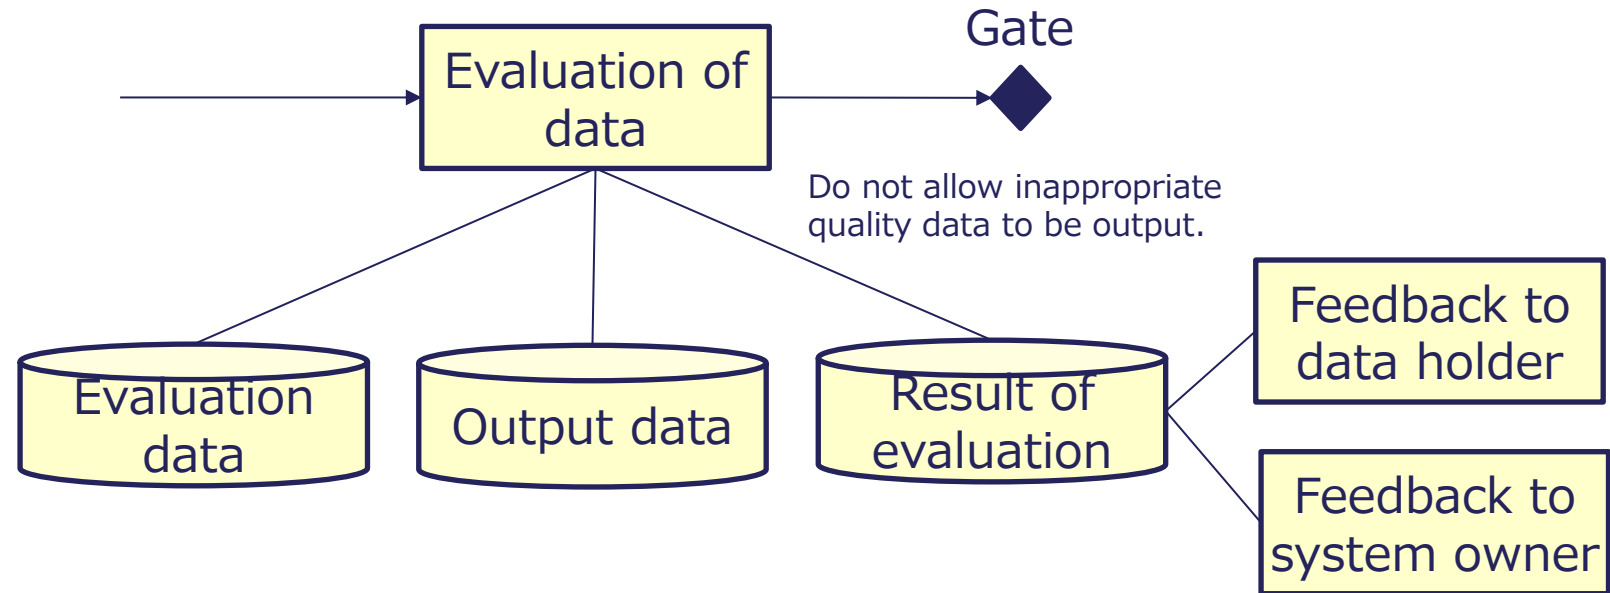 Gate
Evaluation of
data
Do not allow inappropriate
quality data to be output.
Evaluation
data
Output data
Result of
evaluation
Feedback to
data holder
Feedback to
system owner